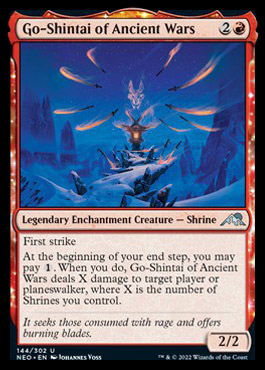 Go-Shintai of Ancient Wars 2
Legendary Enchantment Creature — Shrine
First strike
At the beginning of your end step, you may
pay 1. When you do, Go-Shintai of Ancient
Wars deals X damage to target player or
planeswalker, where X is the number of
Shrines you control.
It seeks those consumed with rage and offers
burning blades.
2/2
144/302 U
NEO • EN Johannes Voss
™ & © 2022 Wizards of the Coast